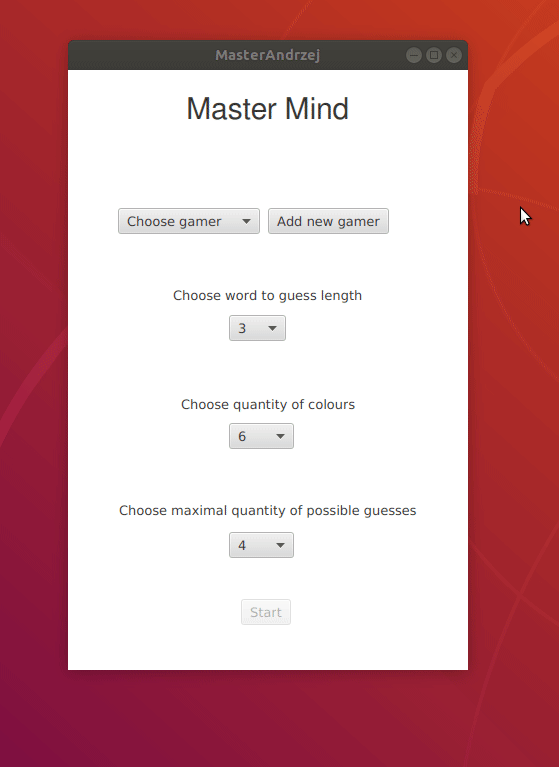 MasterAndrzej
Master Mind
Choose gamer Add new gamer
Choose word to guess length
3
Choose quantity of colours
6
Choose maximal quantity of possible guesses
4
Start